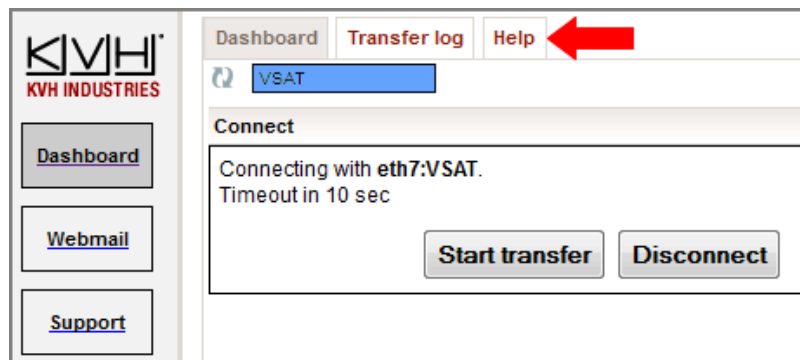 KVH
KVH INDUSTRIES
Dashboard
Webmail
Support
Dashboard Transfer log Help
VSAT
Connect
Connecting with eth7:VSAT.
Timeout in 10 sec
Start transfer Disconnect